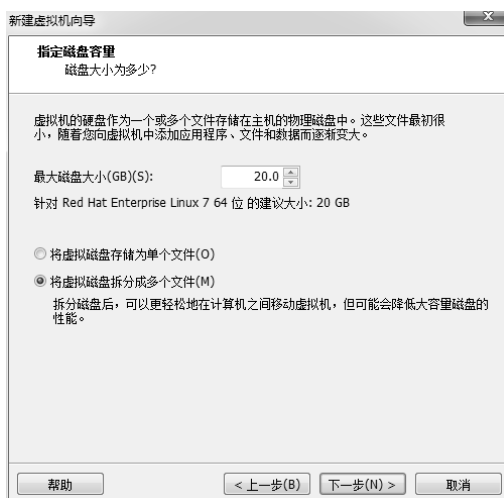 新建虚拟机向导
指定磁盘容量
磁盘大小为多少?
虚拟机的硬盘作为一个或多个文件存储在主机的物理磁盘中。这些文件最初很
小，随着您向虚拟机中添加应用程序、文件和数据而逐渐变大。
最大磁盘大小(GB)(S): 20.0
针对 Red Hat Enterprise Linux 7 64 位 的建议大小: 20 GB
将虚拟磁盘存储为单个文件(O)
将虚拟磁盘拆分成多个文件(M)
拆分磁盘后，可以更轻松地在计算机之间移动虚拟机，但可能会降低大容量磁盘的
性能。
帮助 < 上一步(B) 下一步(N) > 取消